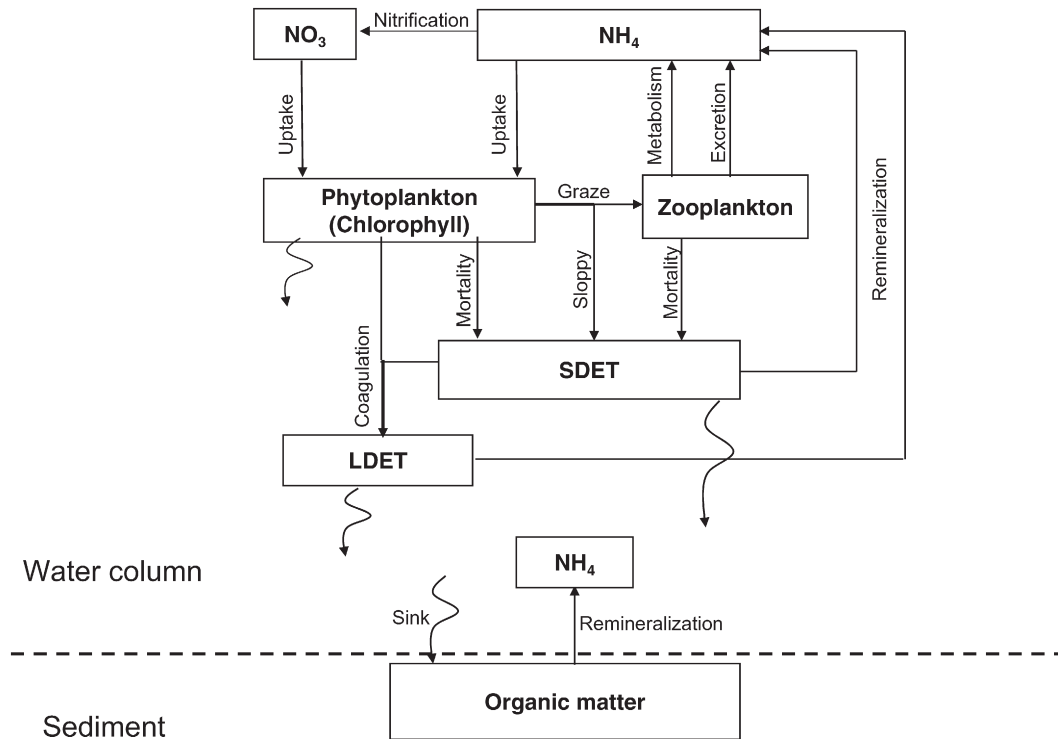 Nitrification
NO₃
NH₄
Uptake
Uptake
Metabolism
Excretion
Remineralization
Phytoplankton
(Chlorophyll)
Graze
Zooplankton
Mortality
Sloppy
Mortality
Coagulation
SDET
LDET
Water column
NH₄
Sink
Remineralization
Organic matter
Sediment